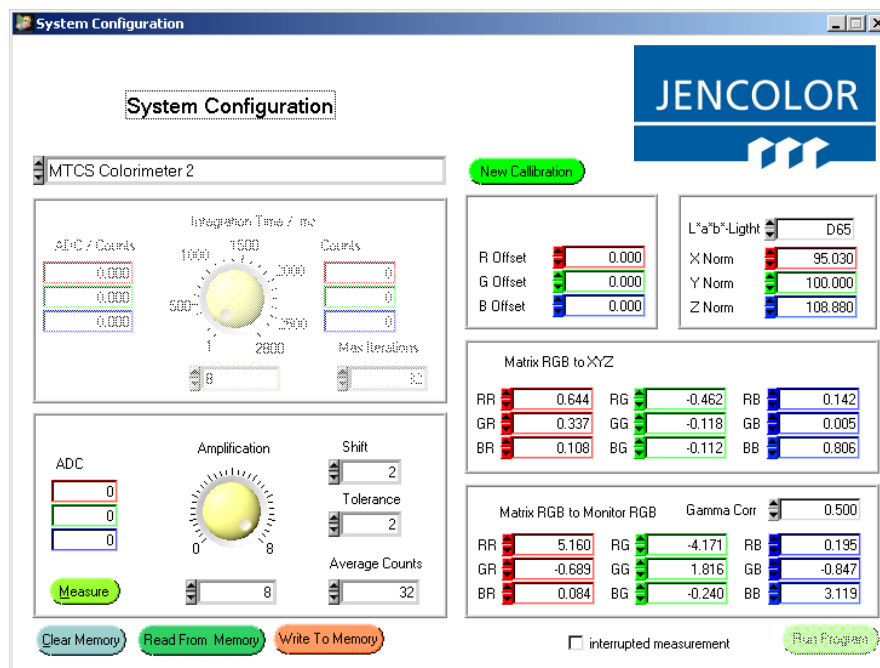 System Configuration
System Configuration
JENCOLOR
MTCS Colorimeter 2
New Callibration
Integration Time / ms
ADC / Counts
Counts
0.000
0.000
0.000
1
500
1000
1500
2000
2500
2800
0
0
0
Max Iterations
8
32
R Offset 0.000
G Offset 0.000
B Offset 0.000
L*a*b*-Ligtht D65
X Norm 95.030
Y Norm 100.000
Z Norm 108.880
Matrix RGB to XYZ
RR 0.644 RG -0.462 RB 0.142
GR 0.337 GG -0.118 GB 0.005
BR 0.108 BG -0.112 BB 0.806
ADC
0
0
0
Measure
Amplification
0 8
8
Shift
2
Tolerance
2
Average Counts
32
Matrix RGB to Monitor RGB Gamma Corr 0.500
RR 5.160 RG -4.171 RB 0.195
GR -0.689 GG 1.816 GB -0.847
BR 0.084 BG -0.240 BB 3.119
Clear Memory Read From Memory Write To Memory
interrupted measurement
Run Program